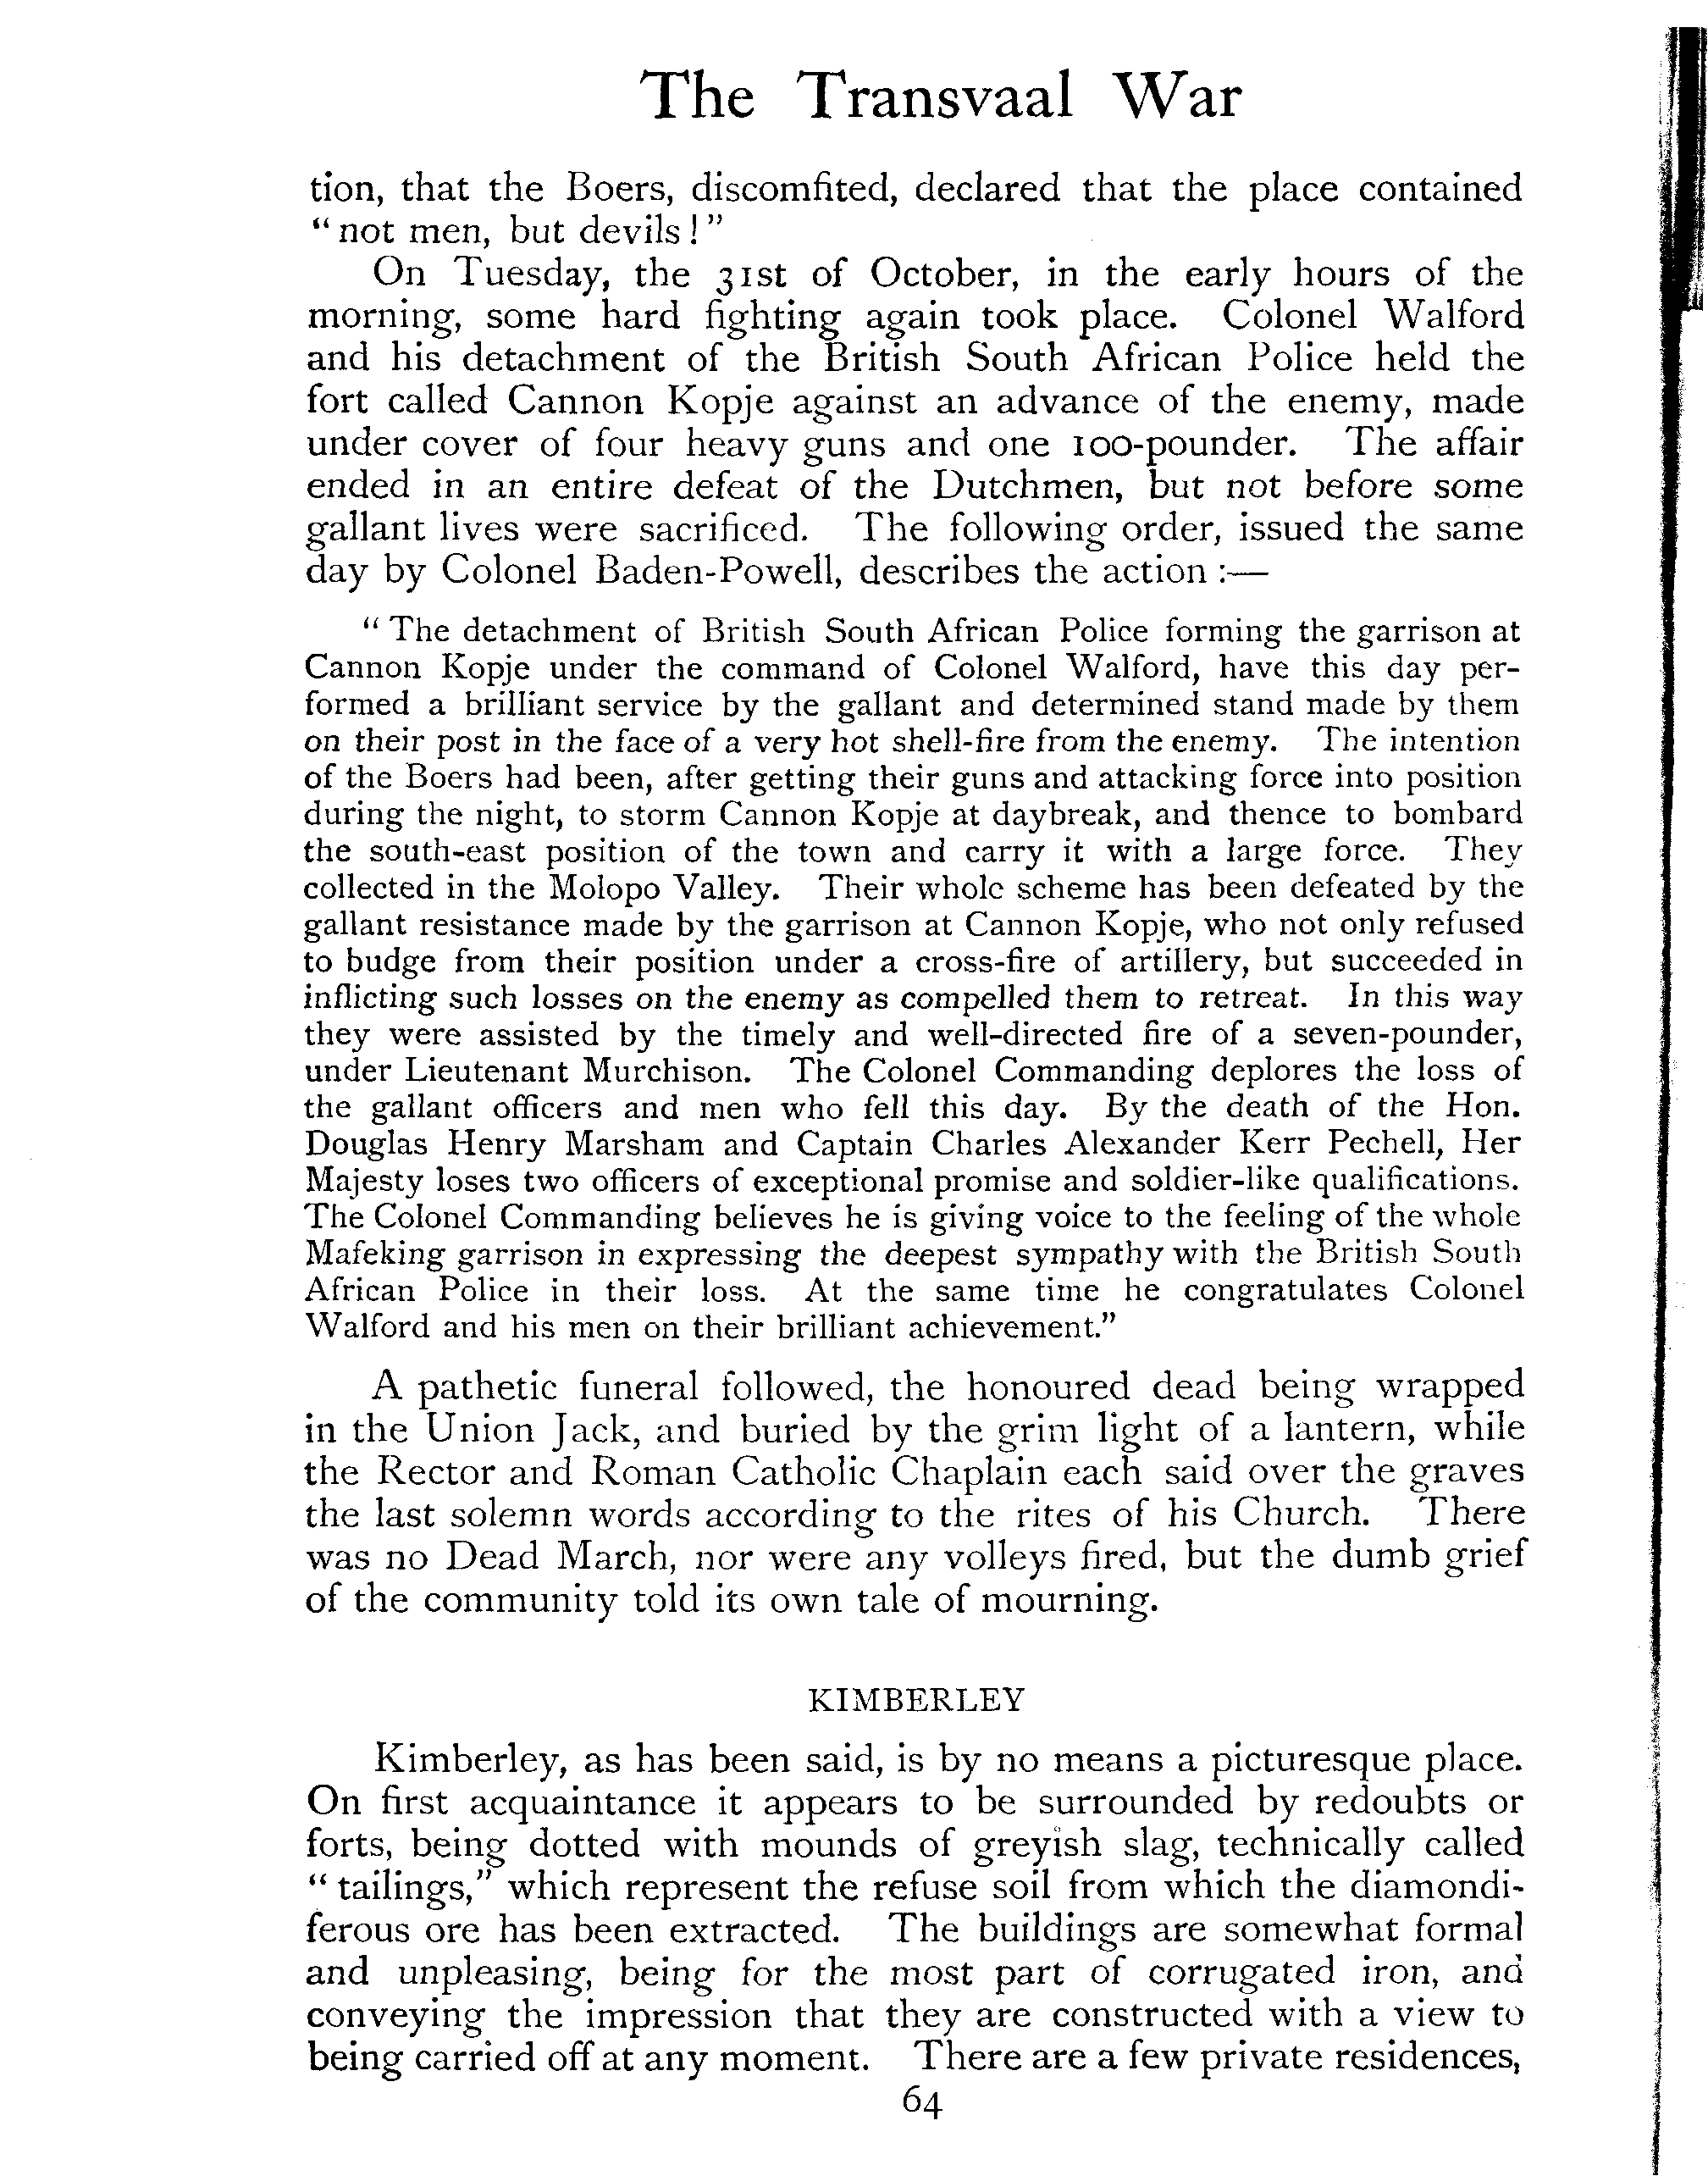 The Transvaal War
tion, that the Boers, discomfited, declared that the place contained
“not men, but devils!”
On Tuesday, the 31st of October, in the early hours of the
morning, some hard fighting again took place. Colonel Walford
and his detachment of the British South African Police held the
fort called Cannon Kopje against an advance of the enemy, made
under cover of four heavy guns and one 100-pounder. The affair
ended in an entire defeat of the Dutchmen, but not before some
gallant lives were sacrificed. The following order, issued the same
day by Colonel Baden-Powell, describes the action :—
“The detachment of British South African Police forming the garrison at
Cannon Kopje under the command of Colonel Walford, have this day per-
formed a brilliant service by the gallant and determined stand made by them
on their post in the face of a very hot shell-fire from the enemy. The intention
of the Boers had been, after getting their guns and attacking force into position
during the night, to storm Cannon Kopje at daybreak, and thence to bombard
the south-east position of the town and carry it with a large force. They
collected in the Molopo Valley. Their whole scheme has been defeated by the
gallant resistance made by the garrison at Cannon Kopje, who not only refused
to budge from their position under a cross-fire of artillery, but succeeded in
inflicting such losses on the enemy as compelled them to retreat. In this way
they were assisted by the timely and well-directed fire of a seven-pounder,
under Lieutenant Murchison. The Colonel Commanding deplores the loss of
the gallant officers and men who fell this day. By the death of the Hon.
Douglas Henry Marsham and Captain Charles Alexander Kerr Pechell, Her
Majesty loses two officers of exceptional promise and soldier-like qualifications.
The Colonel Commanding believes he is giving voice to the feeling of the whole
Mafeking garrison in expressing the deepest sympathy with the British South
African Police in their loss. At the same time he congratulates Colonel
Walford and his men on their brilliant achievement.”
A pathetic funeral followed, the honoured dead being wrapped
in the Union Jack, and buried by the grim light of a lantern, while
the Rector and Roman Catholic Chaplain each said over the graves
the last solemn words according to the rites of his Church. There
was no Dead March, nor were any volleys fired, but the dumb grief
of the community told its own tale of mourning.
KIMBERLEY
Kimberley, as has been said, is by no means a picturesque place.
On first acquaintance it appears to be surrounded by redoubts or
forts, being dotted with mounds of greyish slag, technically called
“tailings,” which represent the refuse soil from which the diamondi-
ferous ore has been extracted. The buildings are somewhat formal
and unpleasing, being for the most part of corrugated iron, and
conveying the impression that they are constructed with a view to
being carried off at any moment. There are a few private residences,
64